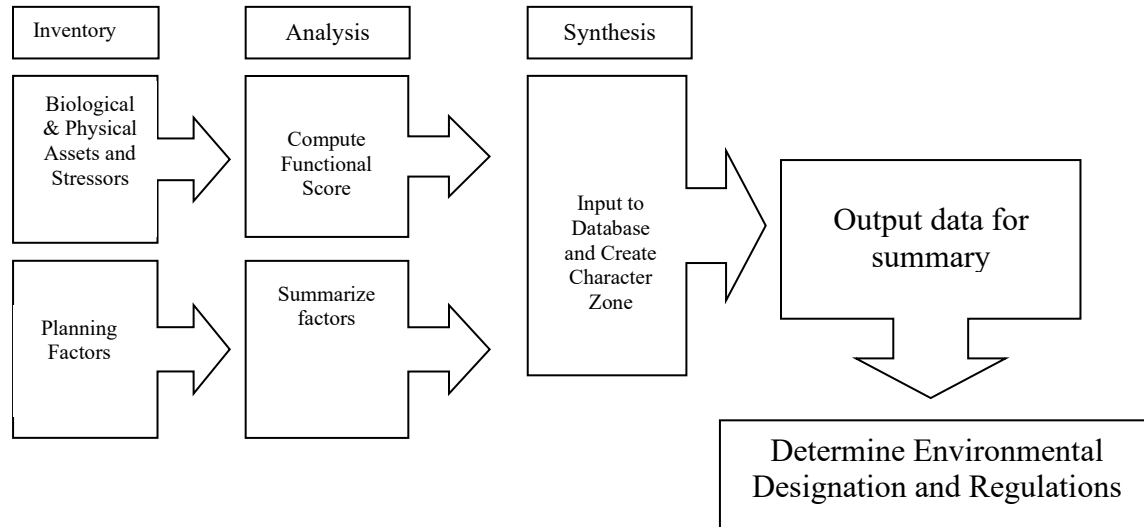 Inventory
Analysis
Synthesis
Biological
& Physical
Assets and
Stressors
Compute
Functional
Score
Input to
Database
and Create
Character
Zone
Output data for
summary
Planning
Factors
Summarize
factors
Determine Environmental
Designation and Regulations